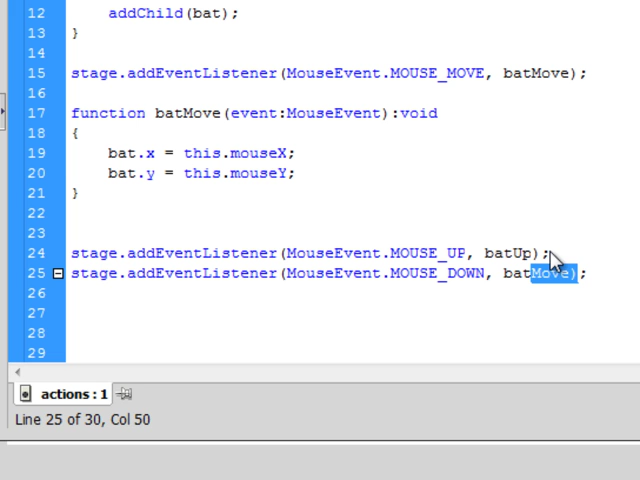 12 addChild(bat);
13 }
14
15 stage.addEventListener(MouseEvent.MOUSE_MOVE, batMove);
16
17 function batMove(event:MouseEvent):void
18 {
19 bat.x = this.mouseX;
20 bat.y = this.mouseY;
21 }
22
23
24 stage.addEventListener(MouseEvent.MOUSE_UP, batUp);
25 stage.addEventListener(MouseEvent.MOUSE_DOWN, batMove);
26
27
28
29
actions:1
Line 25 of 30, Col 50